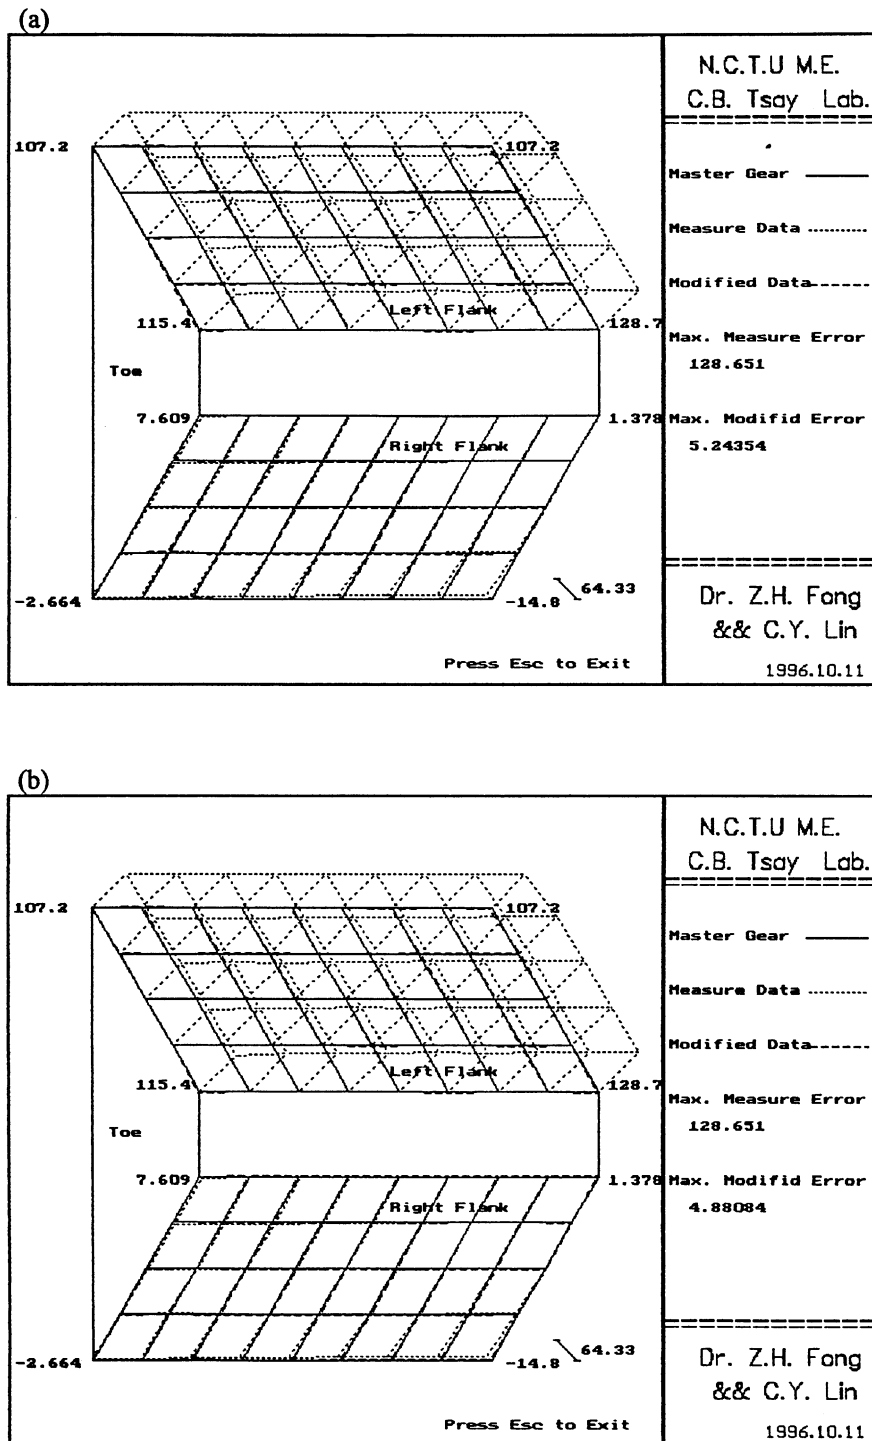 (a)
N.C.T.U M.E.
C.B. Tsay Lab.
107.2
107.2
Master Gear
Measure Data
Modified Data
Left Flank
115.4
128.7
Max. Measure Error
128.651
Toe
7.609
1.378
Max. Modifid Error
5.24354
Right Flank
-2.664
-14.8
64.33
Dr. Z.H. Fong
&& C.Y. Lin
Press Esc to Exit
1996.10.11
(b)
N.C.T.U M.E.
C.B. Tsay Lab.
107.2
107.2
Master Gear
Measure Data
Modified Data
Left Flank
115.4
128.7
Max. Measure Error
128.651
Toe
7.609
1.378
Max. Modifid Error
4.88084
Right Flank
-2.664
-14.8
64.33
Dr. Z.H. Fong
&& C.Y. Lin
Press Esc to Exit
1996.10.11